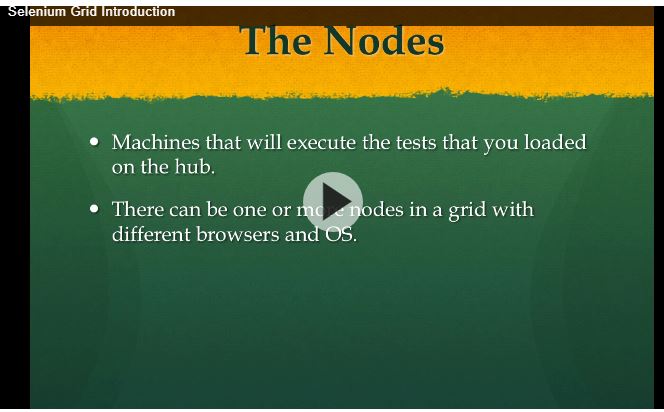 Selenium Grid Introduction
The Nodes
• Machines that will execute the tests that you loaded
on the hub.
• There can be one or more nodes in a grid with
different browsers and OS.